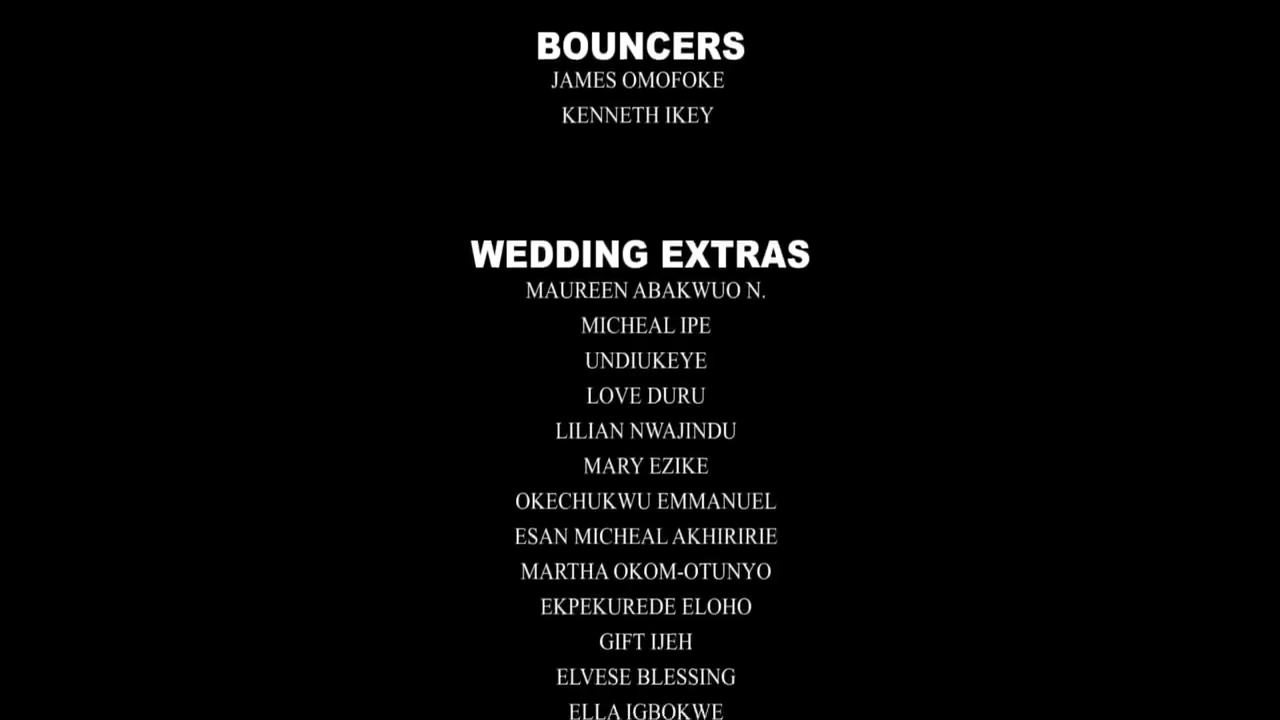 BOUNCERS
JAMES OMOFOKE
KENNETH IKEY
WEDDING EXTRAS
MAUREEN ABAKWUO N.
MICHEAL IPE
UNDIUKEYE
LOVE DURU
LILIAN NWAJINDU
MARY EZIKE
OKECHUKWU EMMANUEL
ESAN MICHEAL AKHIRIRIE
MARTHA OKOM-OTUNYO
EKPEKUREDE ELOHO
GIFT IJEH
ELVESE BLESSING
ELLA IGBOKWE